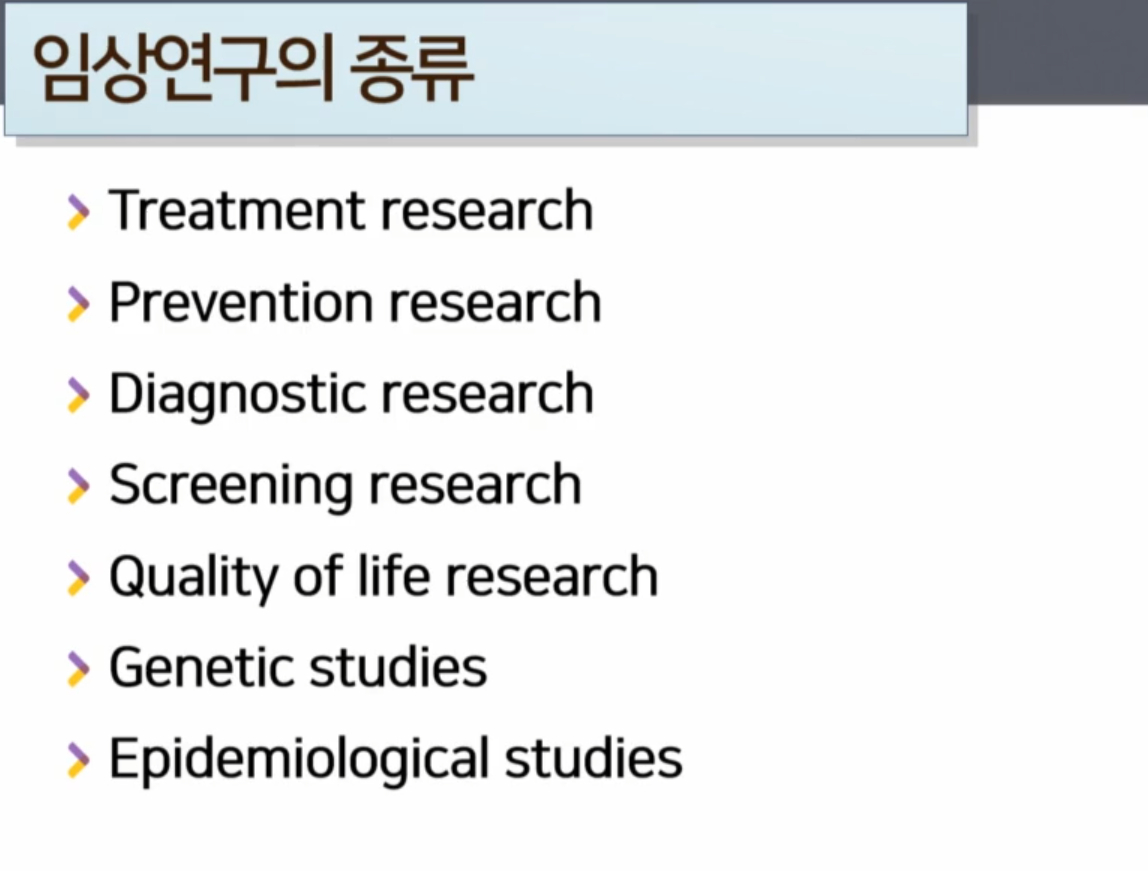 임상연구의 종류
Treatment research
Prevention research
Diagnostic research
Screening research
Quality of life research
Genetic studies
Epidemiological studies